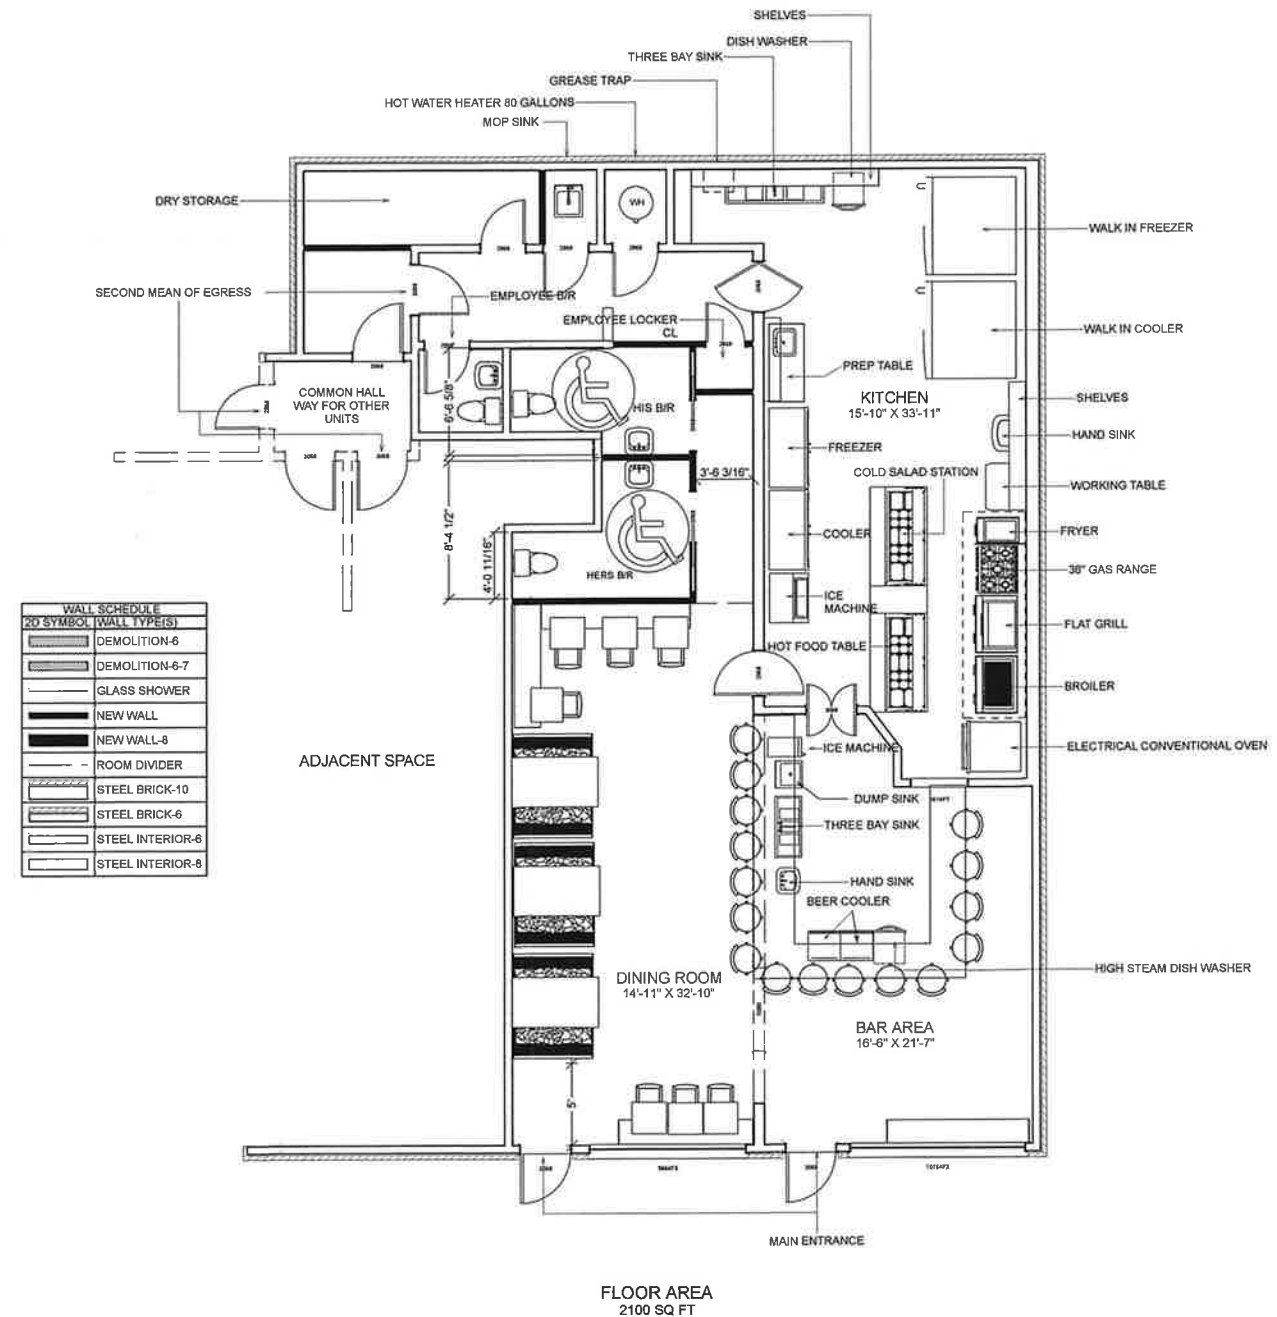 SHELVES
DISH WASHER
THREE BAY SINK
GREASE TRAP
HOT WATER HEATER 80 GALLONS
MOP SINK
DRY STORAGE
WH
WALK IN FREEZER
2868
2868
2868
SECOND MEAN OF EGRESS
EMPLOYEE B/R
EMPLOYEE LOCKER
CL
WALK IN COOLER
PREP TABLE
COMMON HALL
WAY FOR OTHER
UNITS
6'-6 5/8"
HIS B/R
KITCHEN
15'-10" X 33'-11"
SHELVES
HAND SINK
FREEZER
3'-6 3/16"
COLD SALAD STATION
WORKING TABLE
8'-4 1/2"
4'-0 11/16"
COOLER
FRYER
36" GAS RANGE
HERS B/R
ICE
MACHINE
FLAT GRILL
HOT FOOD TABLE
BROILER
WALL SCHEDULE
2D SYMBOL WALL TYPE(S)
DEMOLITION-6
DEMOLITION-6-7
GLASS SHOWER
NEW WALL
NEW WALL-8
ROOM DIVIDER
STEEL BRICK-10
STEEL BRICK-6
STEEL INTERIOR-6
STEEL INTERIOR-8
ADJACENT SPACE
ICE MACHINE
ELECTRICAL CONVENTIONAL OVEN
DUMP SINK
THREE BAY SINK
HAND SINK
BEER COOLER
HIGH STEAM DISH WASHER
DINING ROOM
14'-11" X 32'-10"
BAR AREA
16'-6" X 21'-7"
5'
MAIN ENTRANCE
FLOOR AREA
2100 SQ FT